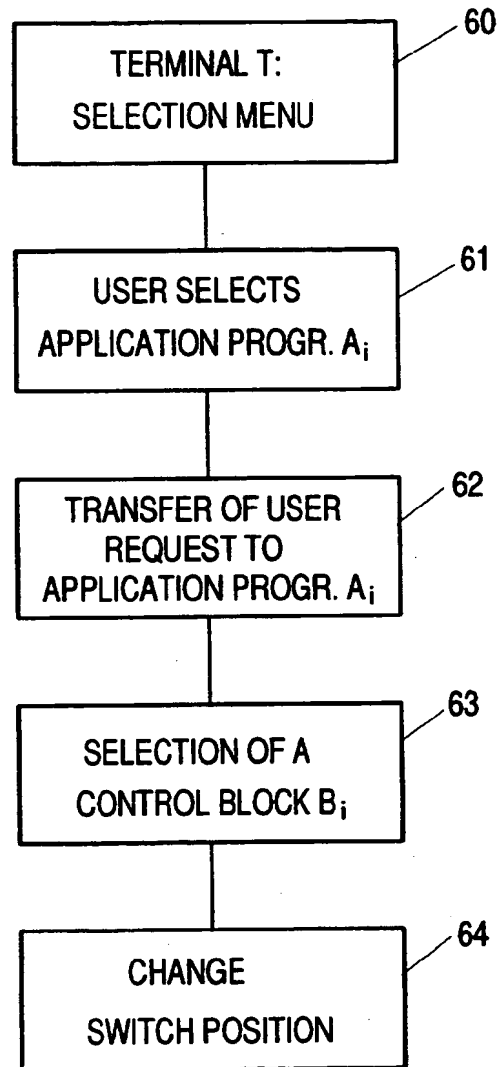 60
TERMINAL T:
SELECTION MENU
61
USER SELECTS
APPLICATION PROGR. Ai
62
TRANSFER OF USER
REQUEST TO
APPLICATION PROGR. Ai
63
SELECTION OF A
CONTROL BLOCK Bi
64
CHANGE
SWITCH POSITION